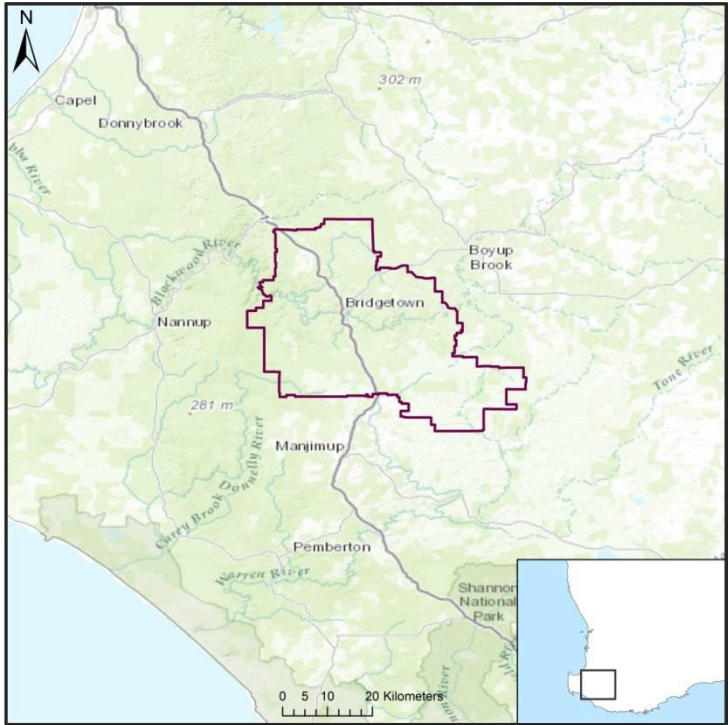 N
302 m
Capel
Donnybrook
River
Blackwood River
Boyup
Brook
Bridgetown
Nannup
Tone River
281 m
Donnelly River
Manjimup
Carey Brook
Pemberton
Warren River
Shannon
National
Park
0 5 10 20 Kilometers